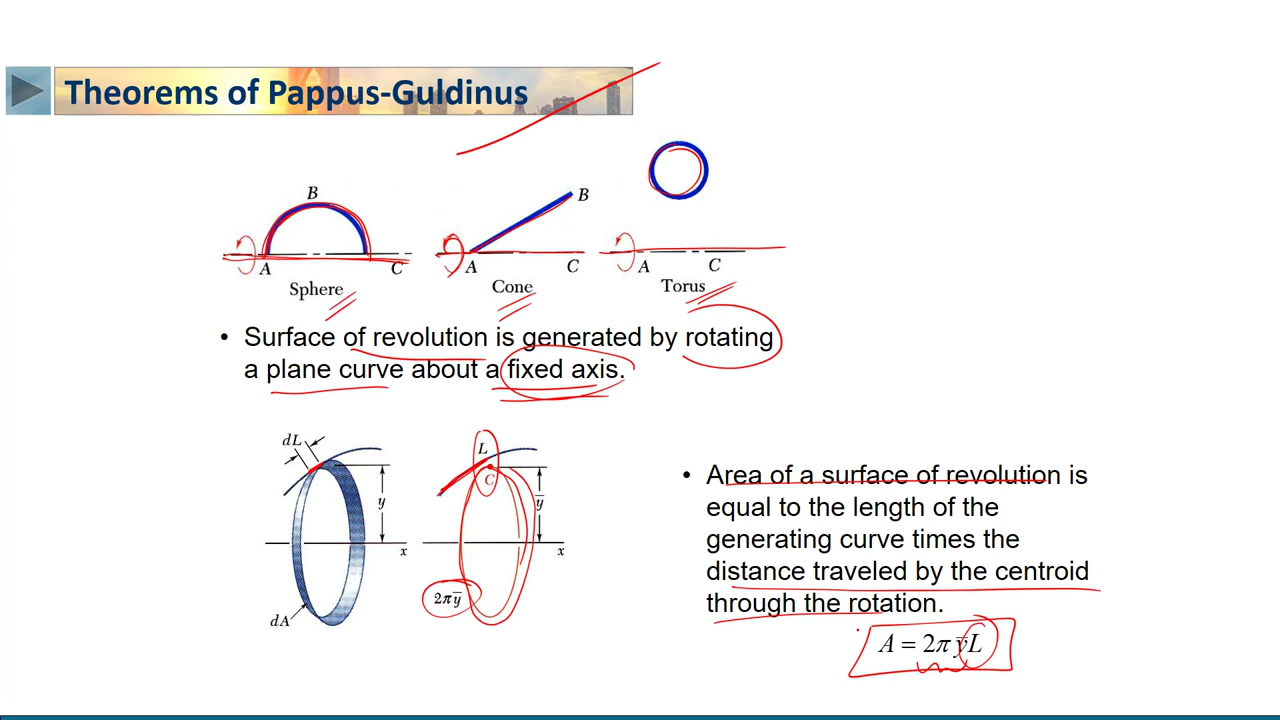 Theorems of Pappus-Guldinus
B
A
C
Sphere
B
A
C
Cone
A
C
Torus
• Surface of revolution is generated by rotating
a plane curve about a fixed axis.
dL
y
x
dA
L
C
ȳ
x
2πȳ
• Area of a surface of revolution is
equal to the length of the
generating curve times the
distance traveled by the centroid
through the rotation.
A = 2π ȳL